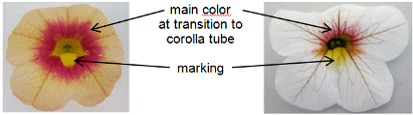 main color
at transition to
corolla tube
marking